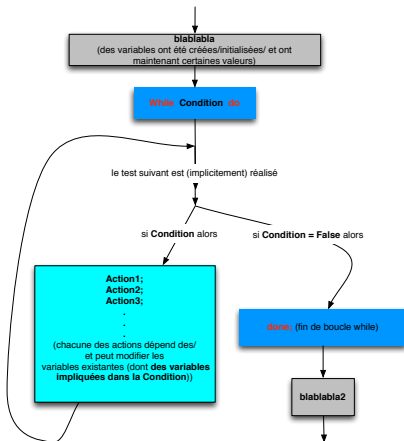 blablabla
(des variables ont été créées/initialisées/ et ont
maintenant certaines valeurs)
While Condition do
le test suivant est (implicitement) réalisé
si Condition alors
si Condition = False alors
Action1;
Action2;
Action3;
.
.
.
(chacune des actions dépend des/
et peut modifier les
variables existantes (dont des variables
impliquées dans la Condition))
done; (fin de boucle while)
blablabla2